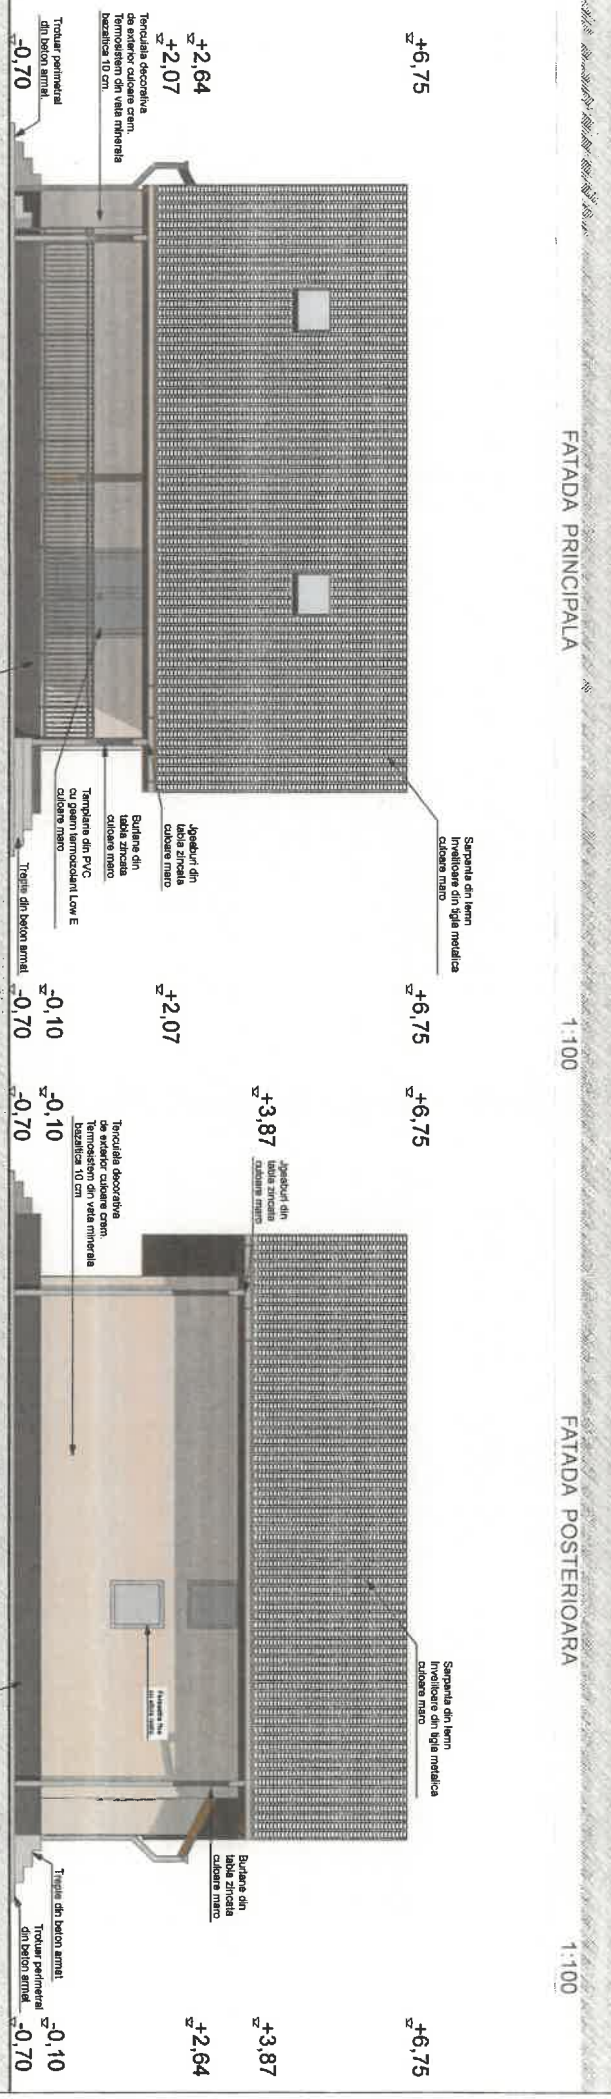 FATADA PRINCIPALA
1:100
+6,75
+2,64
+2,07
-0,70
Tencuiala decorativa
de exterior culoare crem.
Termosistem din vata minerala
bazaltica 10 cm.
Trotuar perimetral
din beton armat.
Sarpanta din lemn
Invelitoare din tigla metalica
culoare maro
Jgeaburi din
tabla zincata
culoare maro
Burlane din
tabla zincata
culoare maro
Tamplarie din PVC
cu geam termoizolant Low E
culoare maro
Trepte din beton armat
+6,75
+2,07
-0,10
-0,70
FATADA POSTERIOARA
1:100
+6,75
+3,87
-0,10
-0,70
Jgeaburi din
tabla zincata
culoare maro
Tencuiala decorativa
de exterior culoare crem.
Termosistem din vata minerala
bazaltica 10 cm
Sarpanta din lemn
Invelitoare din tigla metalica
culoare maro
Burlane din
tabla zincata
culoare maro
Trepte din beton armat
Trotuar perimetral
din beton armat
+6,75
+3,87
+2,64
-0,10
-0,70